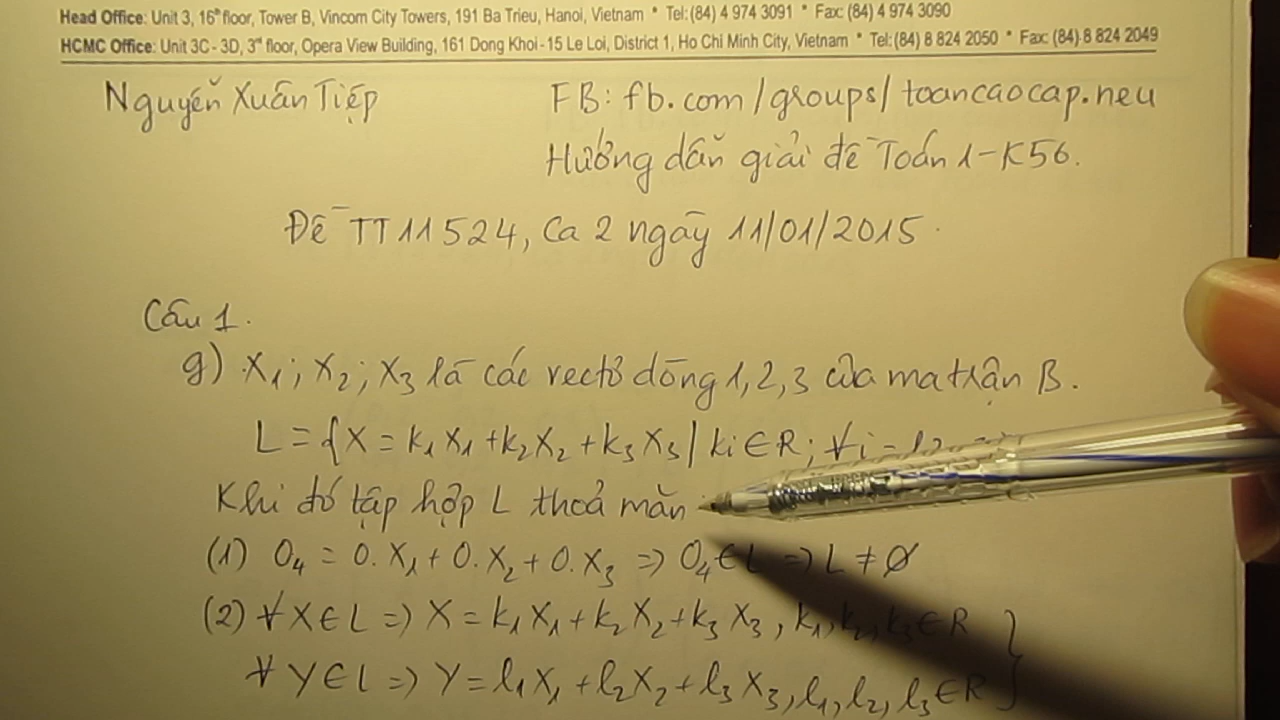 Head Office: Unit 3, 16th floor, Tower B, Vincom City Towers, 191 Ba Trieu, Hanoi, Vietnam * Tel: (84) 4 974 3091 * Fax: (84) 4 974 3090
HCMC Office: Unit 3C - 3D, 3rd floor, Opera View Building, 161 Dong Khoi - 15 Le Loi, District 1, Ho Chi Minh City, Vietnam * Tel: (84) 8 824 2050 * Fax: (84) 8 824 2049
Nguyễn Xuân Tiệp
FB: fb.com/groups/toancaocap.neu
Hướng dẫn giải đề Toán 1-K56.
Đề TT11524, Ca 2 ngày 11/01/2015.
Câu 1.
g) X₁; X₂; X₃ là các vectơ dòng 1, 2, 3 của ma trận B.
L = {X = k₁X₁ + k₂X₂ + k₃X₃ | ki ∈ R; ∀i =
Khi đó tập hợp L thoả mãn
(1) O₄ = 0.X₁ + 0.X₂ + 0.X₃ => O₄ ∈ L => L ≠ ∅
(2) ∀X ∈ L => X = k₁X₁ + k₂X₂ + k₃X₃, k₁, k₂, k₃ ∈ R }
∀Y ∈ L => Y = l₁X₁ + l₂X₂ + l₃X₃, l₁, l₂, l₃ ∈ R